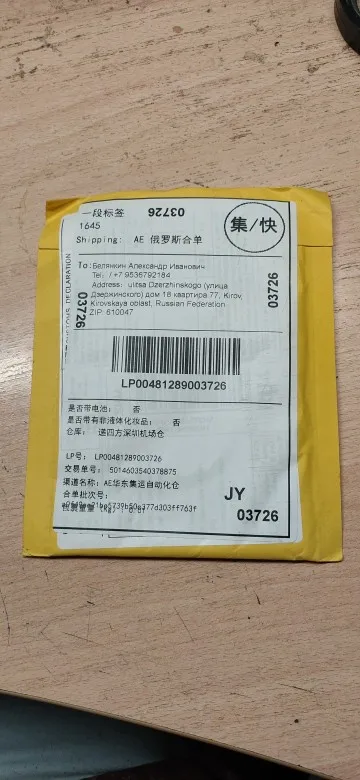 一段标签 03726
1645
集/快
Shipping: AE 俄罗斯合单
CUSTOMS DECLARATION
To: Белянкин Александр Иванович
Tel: /+7 9536792184
Address: ulitsa Dzerzhinskogo (улица
Дзержинского) дом 18 квартира 77, Kirov,
Kirovskaya oblast, Russian Federation
ZIP: 610047
03726
03726
LP00481289003726
是否带电池: 否
是否带有非液体化妆品: 否
仓库: 递四方深圳机场仓
LP号: LP00481289003726
交易单号: 5014603540378875
渠道名称: AE华东集运自动化仓
合单批次号:
JY
03726